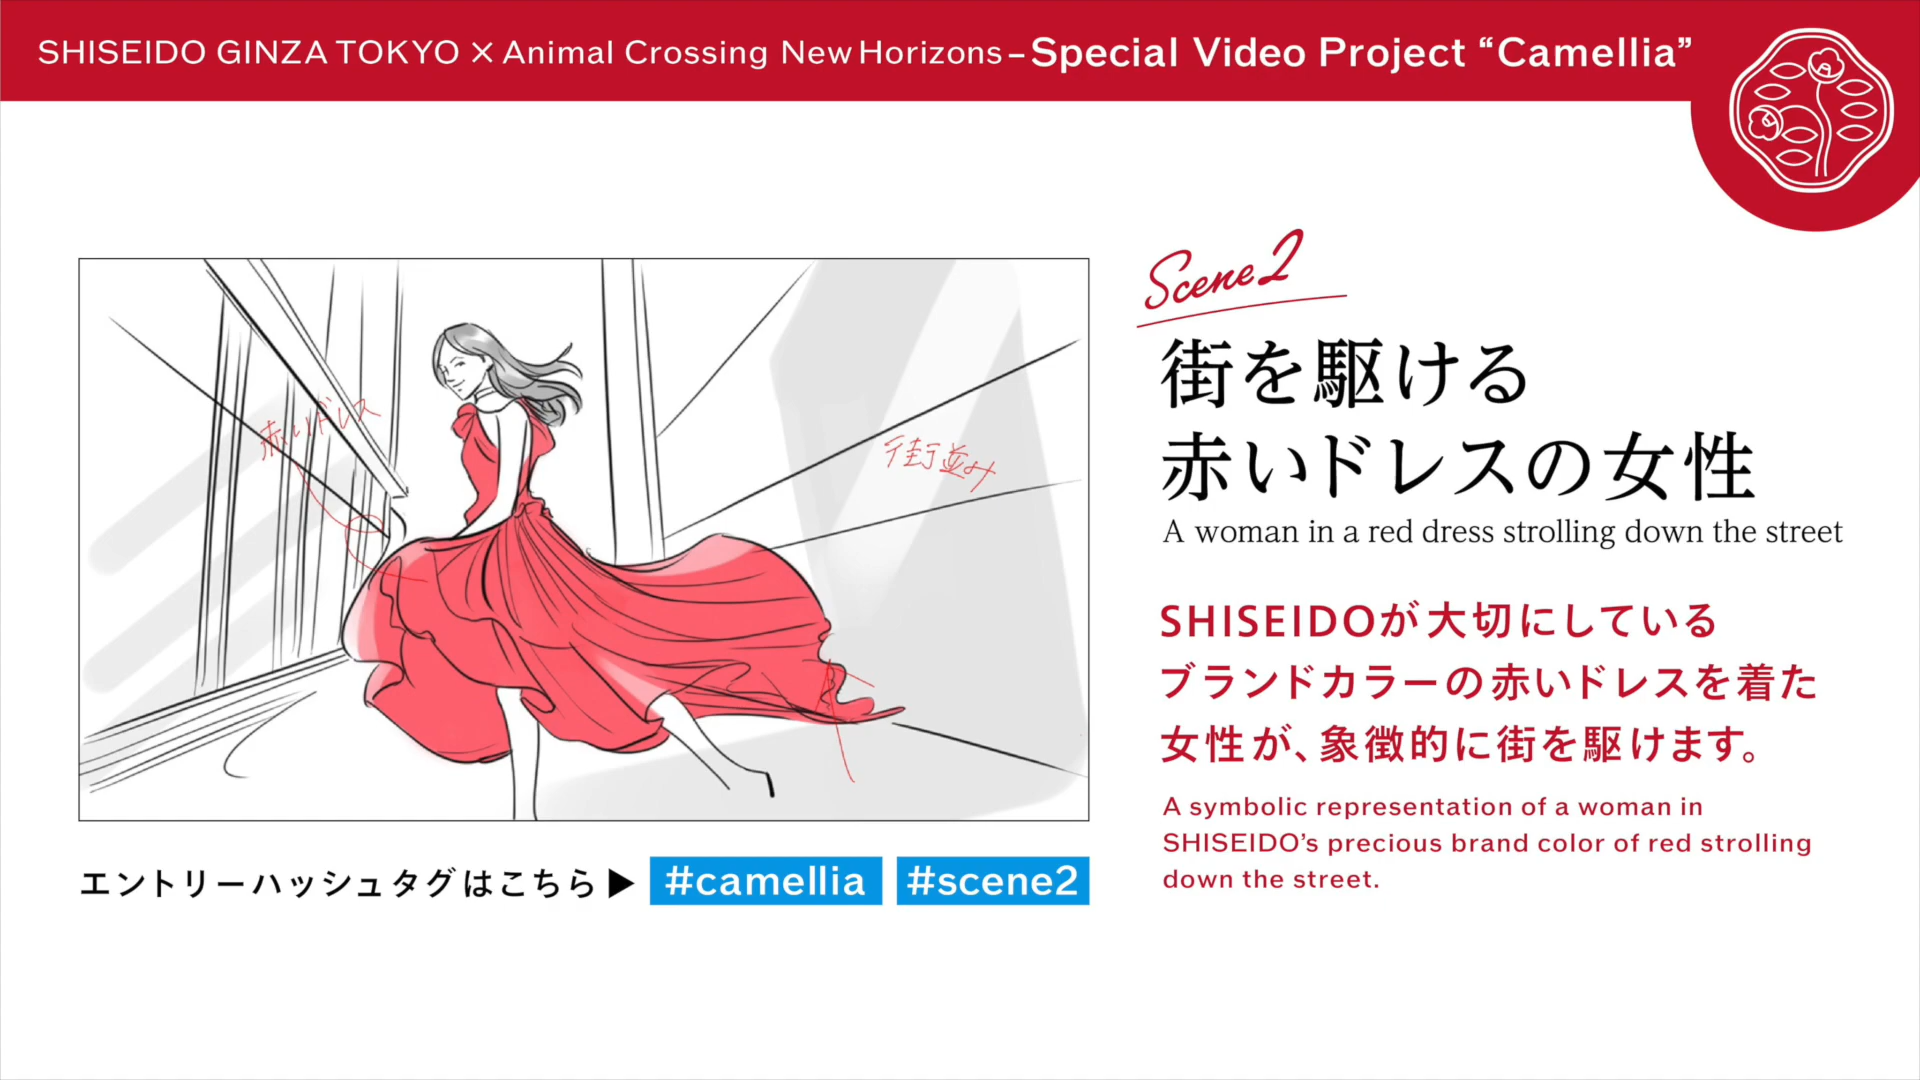 SHISEIDO GINZA TOKYO × Animal Crossing New Horizons – Special Video Project “Camellia”
Scene2
街を駆ける
赤いドレスの女性
A woman in a red dress strolling down the street
赤いドレス
街並み
SHISEIDOが大切にしている
ブランドカラーの赤いドレスを着た
女性が、象徴的に街を駆けます。
A symbolic representation of a woman in
SHISEIDO’s precious brand color of red strolling
down the street.
エントリーハッシュタグはこちら▶ #camellia #scene2